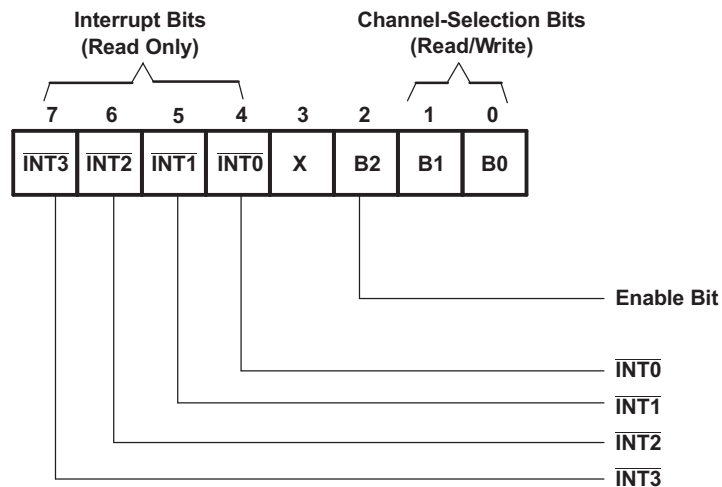 Interrupt Bits
(Read Only)
Channel-Selection Bits
(Read/Write)
7 6 5 4 3 2 1 0
INT3 INT2 INT1 INT0 X B2 B1 B0
Enable Bit
INT0
INT1
INT2
INT3